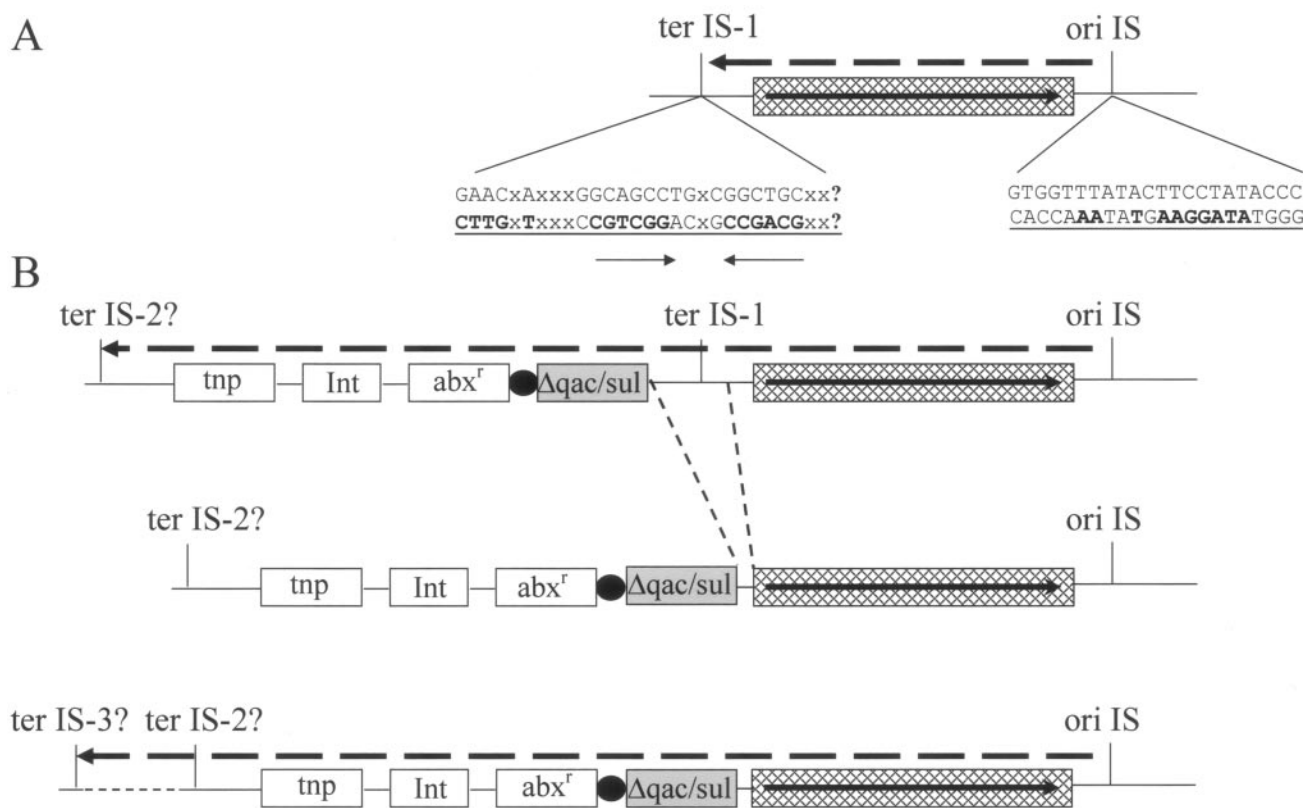 A
ter IS-1 ori IS
GAACxAxxxGGCAGCCTGxCGGCTGCxx? GTGGTTTATACTTCCTATACCC
CTTGxTxxxCCGTCGGACxGCCGACGxx? CACCAAATATGAAGGATATGGG
B
ter IS-2? ter IS-1 ori IS
tnp Int abxʳ Δqac/sul
ter IS-2? ori IS
tnp Int abxʳ Δqac/sul
ter IS-3? ter IS-2? ori IS
tnp Int abxʳ Δqac/sul